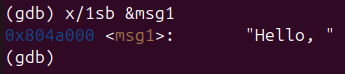 (gdb) x/1sb &msg1
0x804a000 <msg1>:       "Hello, "
(gdb)